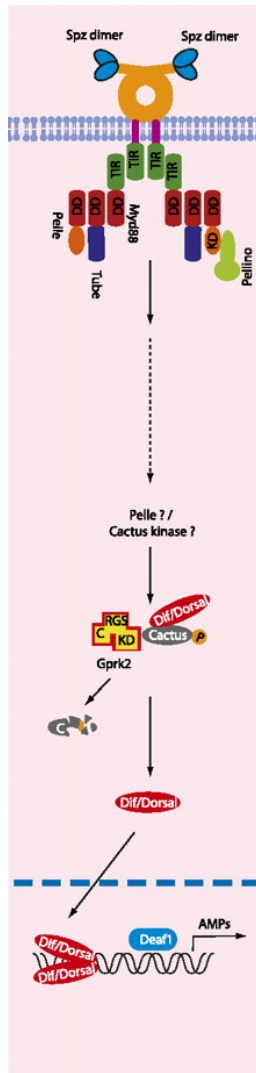 Spz dimer
Spz dimer
TIR
TIR
TIR
TIR
DD
DD
DD
DD
DD
DD
KD
Myd88
Pelle
Tube
Pellino
Pelle ? /
Cactus kinase ?
RGS
C
KD
Dif/Dorsal
Cactus
P
Gprk2
C
Dif/Dorsal
AMPs
Deaf1
Dif/Dorsal
Dif/Dorsal